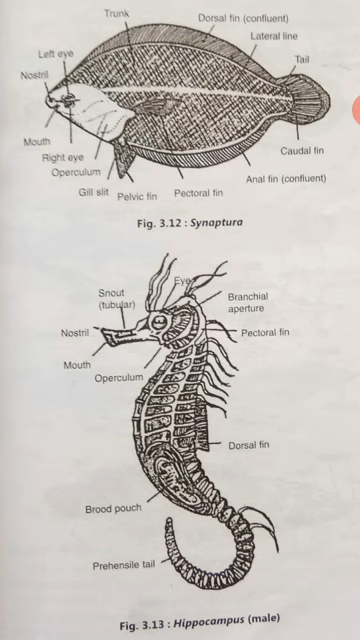 Trunk
Dorsal fin (confluent)
Lateral line
Left eye
Tail
Nostril
Mouth
Right eye
Operculum
Caudal fin
Gill slit
Pelvic fin
Pectoral fin
Anal fin (confluent)
Fig. 3.12 : Synaptura
Eye
Snout
(tubular)
Branchial
aperture
Nostril
Pectoral fin
Mouth
Operculum
Dorsal fin
Brood pouch
Prehensile tail
Fig. 3.13 : Hippocampus (male)